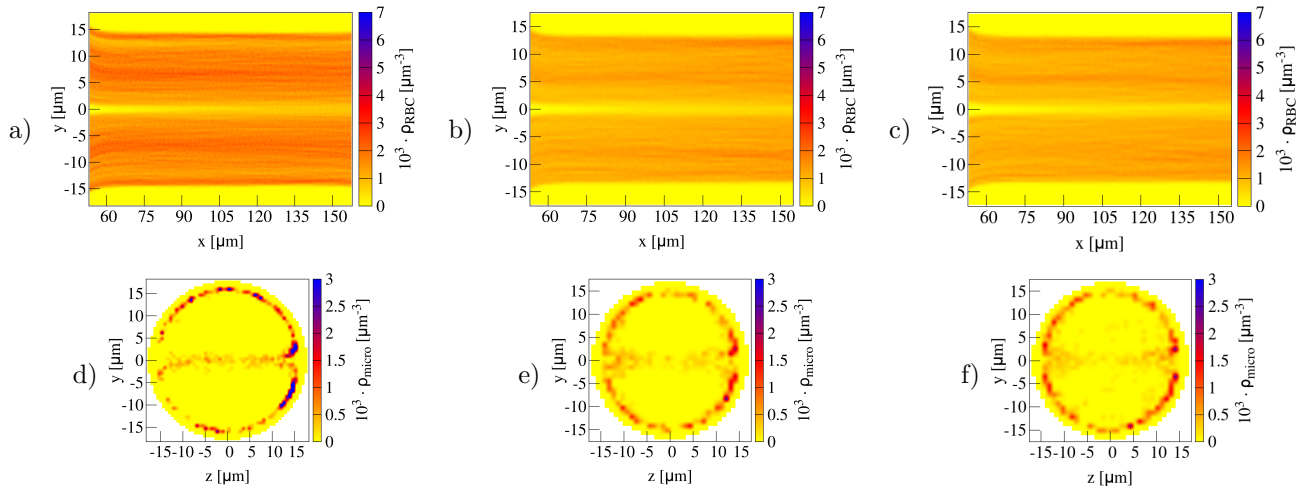 a)
15
10
5
0
-5
-10
-15
y [µm]
60 75 90 105 120 135 150
x [µm]
7
6
5
4
3
2
1
0
10³ · ρRBC [µm⁻³]
b)
15
10
5
0
-5
-10
-15
y [µm]
60 75 90 105 120 135 150
x [µm]
7
6
5
4
3
2
1
0
10³ · ρRBC [µm⁻³]
c)
15
10
5
0
-5
-10
-15
y [µm]
60 75 90 105 120 135 150
x [µm]
7
6
5
4
3
2
1
0
10³ · ρRBC [µm⁻³]
d)
15
10
5
0
-5
-10
-15
y [µm]
-15 -10 -5 0 5 10 15
z [µm]
3
2.5
2
1.5
1
0.5
0
10³ · ρmicro [µm⁻³]
e)
15
10
5
0
-5
-10
-15
y [µm]
-15 -10 -5 0 5 10 15
z [µm]
3
2.5
2
1.5
1
0.5
0
10³ · ρmicro [µm⁻³]
f)
15
10
5
0
-5
-10
-15
y [µm]
-15 -10 -5 0 5 10 15
z [µm]
3
2.5
2
1.5
1
0.5
0
10³ · ρmicro [µm⁻³]